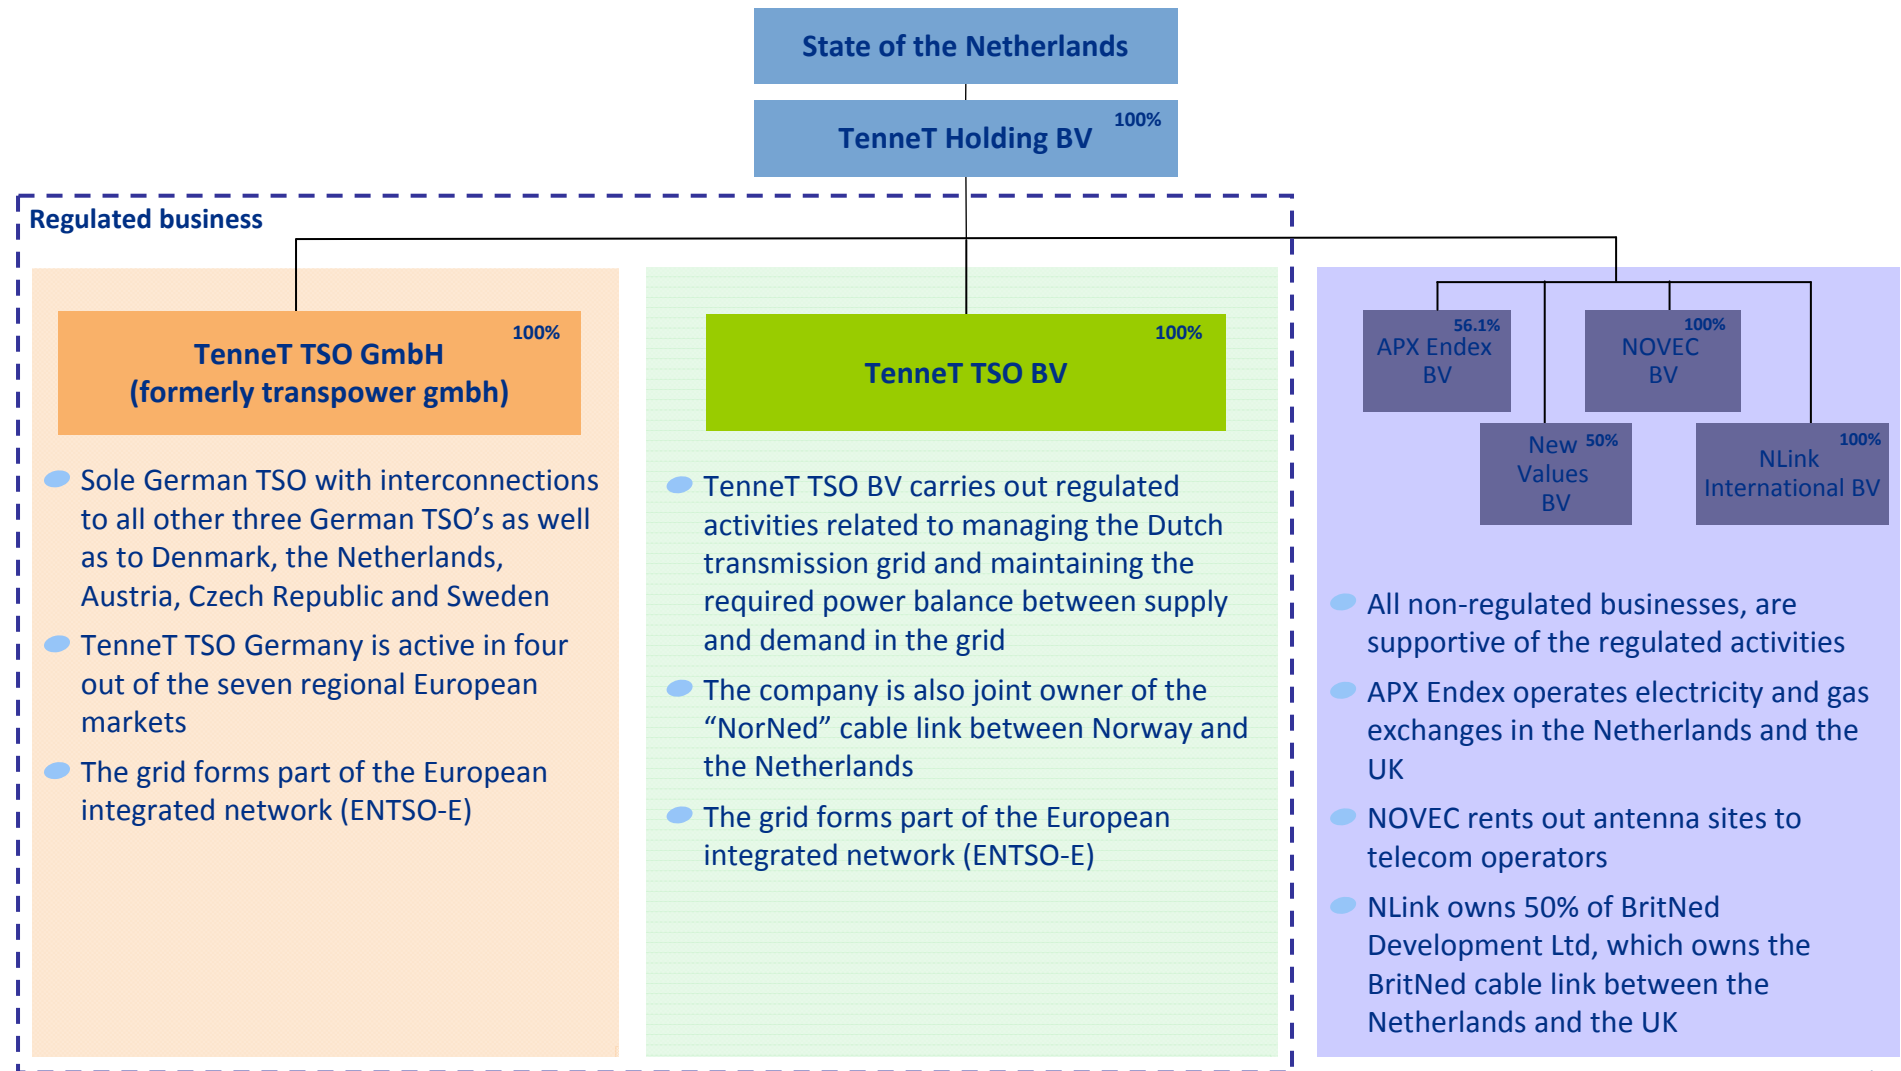 State of the Netherlands
TenneT Holding BV
100%
Regulated business
TenneT TSO GmbH
(formerly transpower gmbh)
100%
Sole German TSO with interconnections
to all other three German TSO’s as well
as to Denmark, the Netherlands,
Austria, Czech Republic and Sweden
TenneT TSO Germany is active in four
out of the seven regional European
markets
The grid forms part of the European
integrated network (ENTSO-E)
TenneT TSO BV
100%
TenneT TSO BV carries out regulated
activities related to managing the Dutch
transmission grid and maintaining the
required power balance between supply
and demand in the grid
The company is also joint owner of the
“NorNed” cable link between Norway and
the Netherlands
The grid forms part of the European
integrated network (ENTSO-E)
56.1%
APX Endex
BV
100%
NOVEC
BV
New 50%
Values
BV
100%
NLink
International BV
All non-regulated businesses, are
supportive of the regulated activities
APX Endex operates electricity and gas
exchanges in the Netherlands and the
UK
NOVEC rents out antenna sites to
telecom operators
NLink owns 50% of BritNed
Development Ltd, which owns the
BritNed cable link between the
Netherlands and the UK